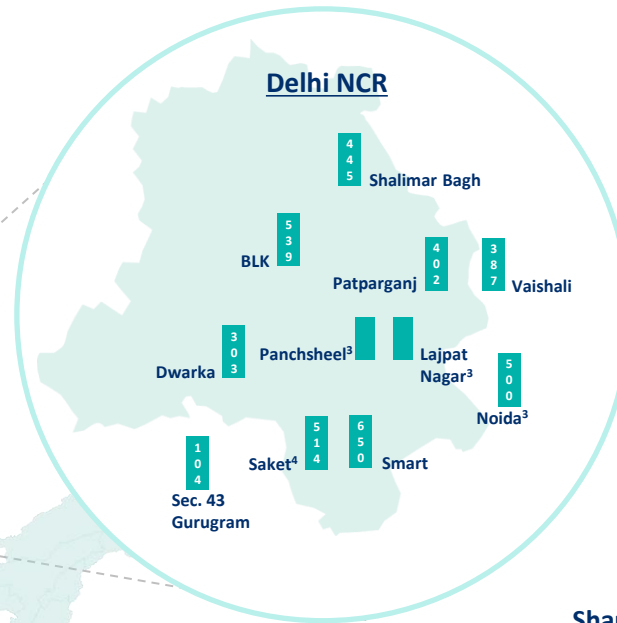 Delhi NCR
445
Shalimar Bagh
539
BLK
402
Patparganj
387
Vaishali
303
Dwarka
Panchsheel³
Lajpat
Nagar³
500
Noida³
514
Saket⁴
650
Smart
104
Sec. 43
Gurugram